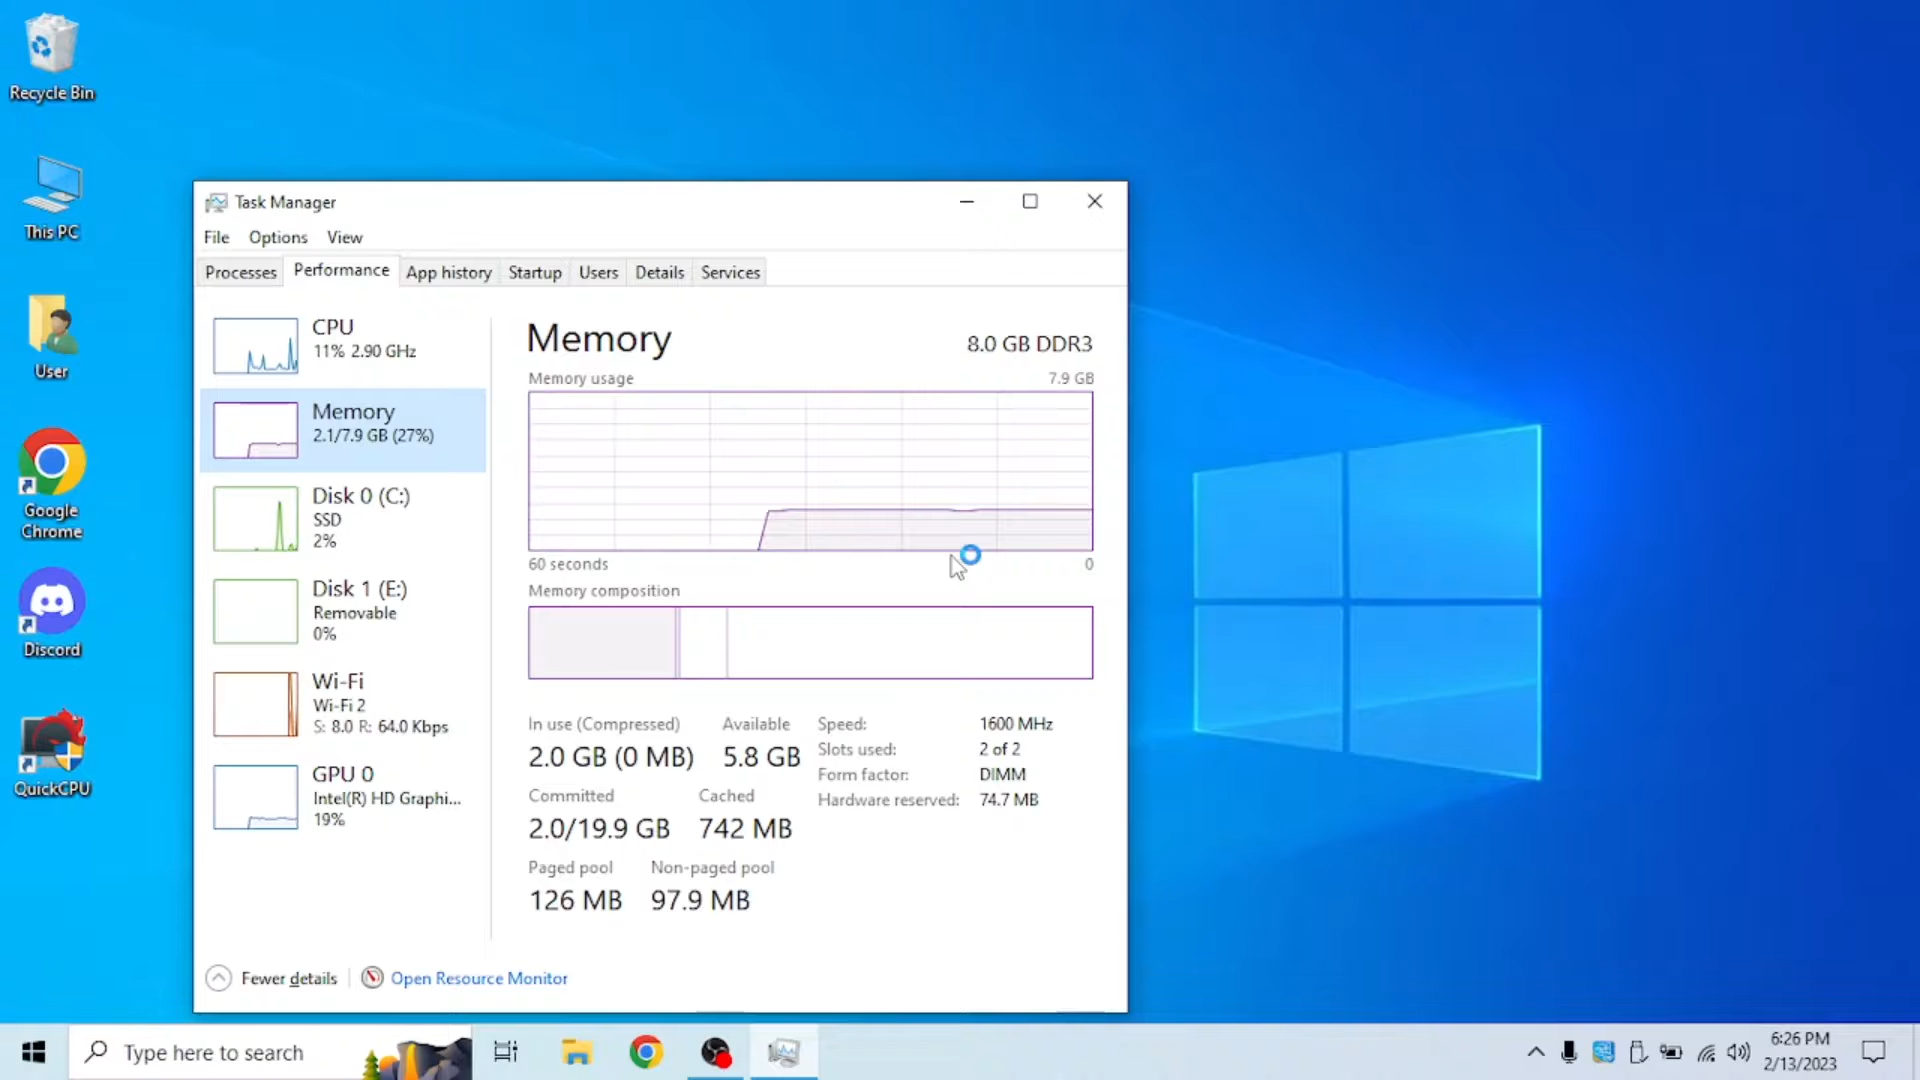 Recycle Bin
This PC
User
Google
Chrome
Discord
QuickCPU
Task Manager
File Options View
Processes Performance App history Startup Users Details Services
CPU
11% 2.90 GHz
Memory
2.1/7.9 GB (27%)
Disk 0 (C:)
SSD
2%
Disk 1 (E:)
Removable
0%
Wi-Fi
Wi-Fi 2
S: 8.0 R: 64.0 Kbps
GPU 0
Intel(R) HD Graphi...
19%
Memory 8.0 GB DDR3
Memory usage 7.9 GB
60 seconds 0
Memory composition
In use (Compressed) Available
2.0 GB (0 MB) 5.8 GB
Committed Cached
2.0/19.9 GB 742 MB
Paged pool Non-paged pool
126 MB 97.9 MB
Speed: 1600 MHz
Slots used: 2 of 2
Form factor: DIMM
Hardware reserved: 74.7 MB
Fewer details Open Resource Monitor
Type here to search
6:26 PM
2/13/2023